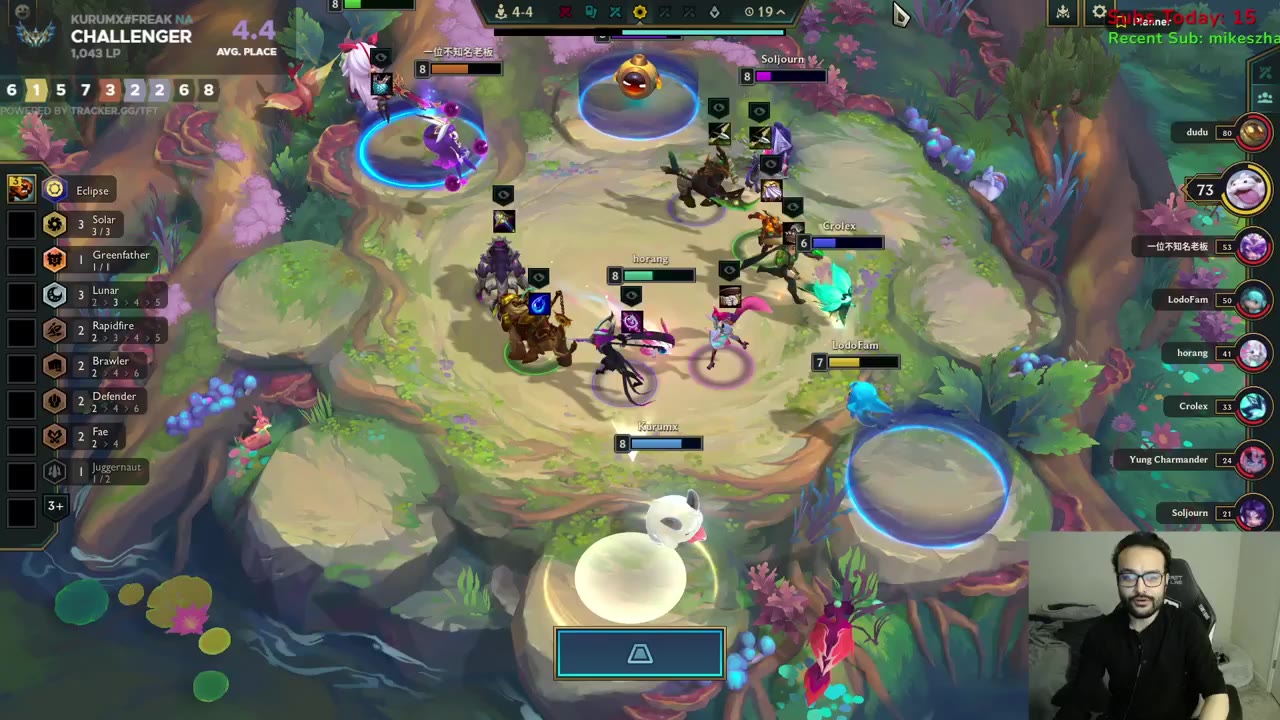 KURUMX#FREAK NA
CHALLENGER
1,043 LP
4.4
AVG. PLACE
6 1 5 7 3 2 2 6 8
POWERED BY TRACKER.GG/TFT
8
4-4
19
Subs Today: 15
Planner
Recent Sub: mikeszha
一位不知名老板
8
Soljourn
8
Crolex
6
horang
8
LodoFam
7
Kurumx
8
Eclipse
3 Solar
3 / 3
1 Greenfather
1 / 1
3 Lunar
2 > 3 > 4 > 5
2 Rapidfire
2 > 3 > 4 > 5
2 Brawler
2 > 4 > 6
2 Defender
2 > 4 > 6
2 Fae
2 > 4
1 Juggernaut
1 / 2
3+
dudu 80
73
一位不知名老板 53
LodoFam 50
horang 41
Crolex 33
Yung Charmander 24
Soljourn 21